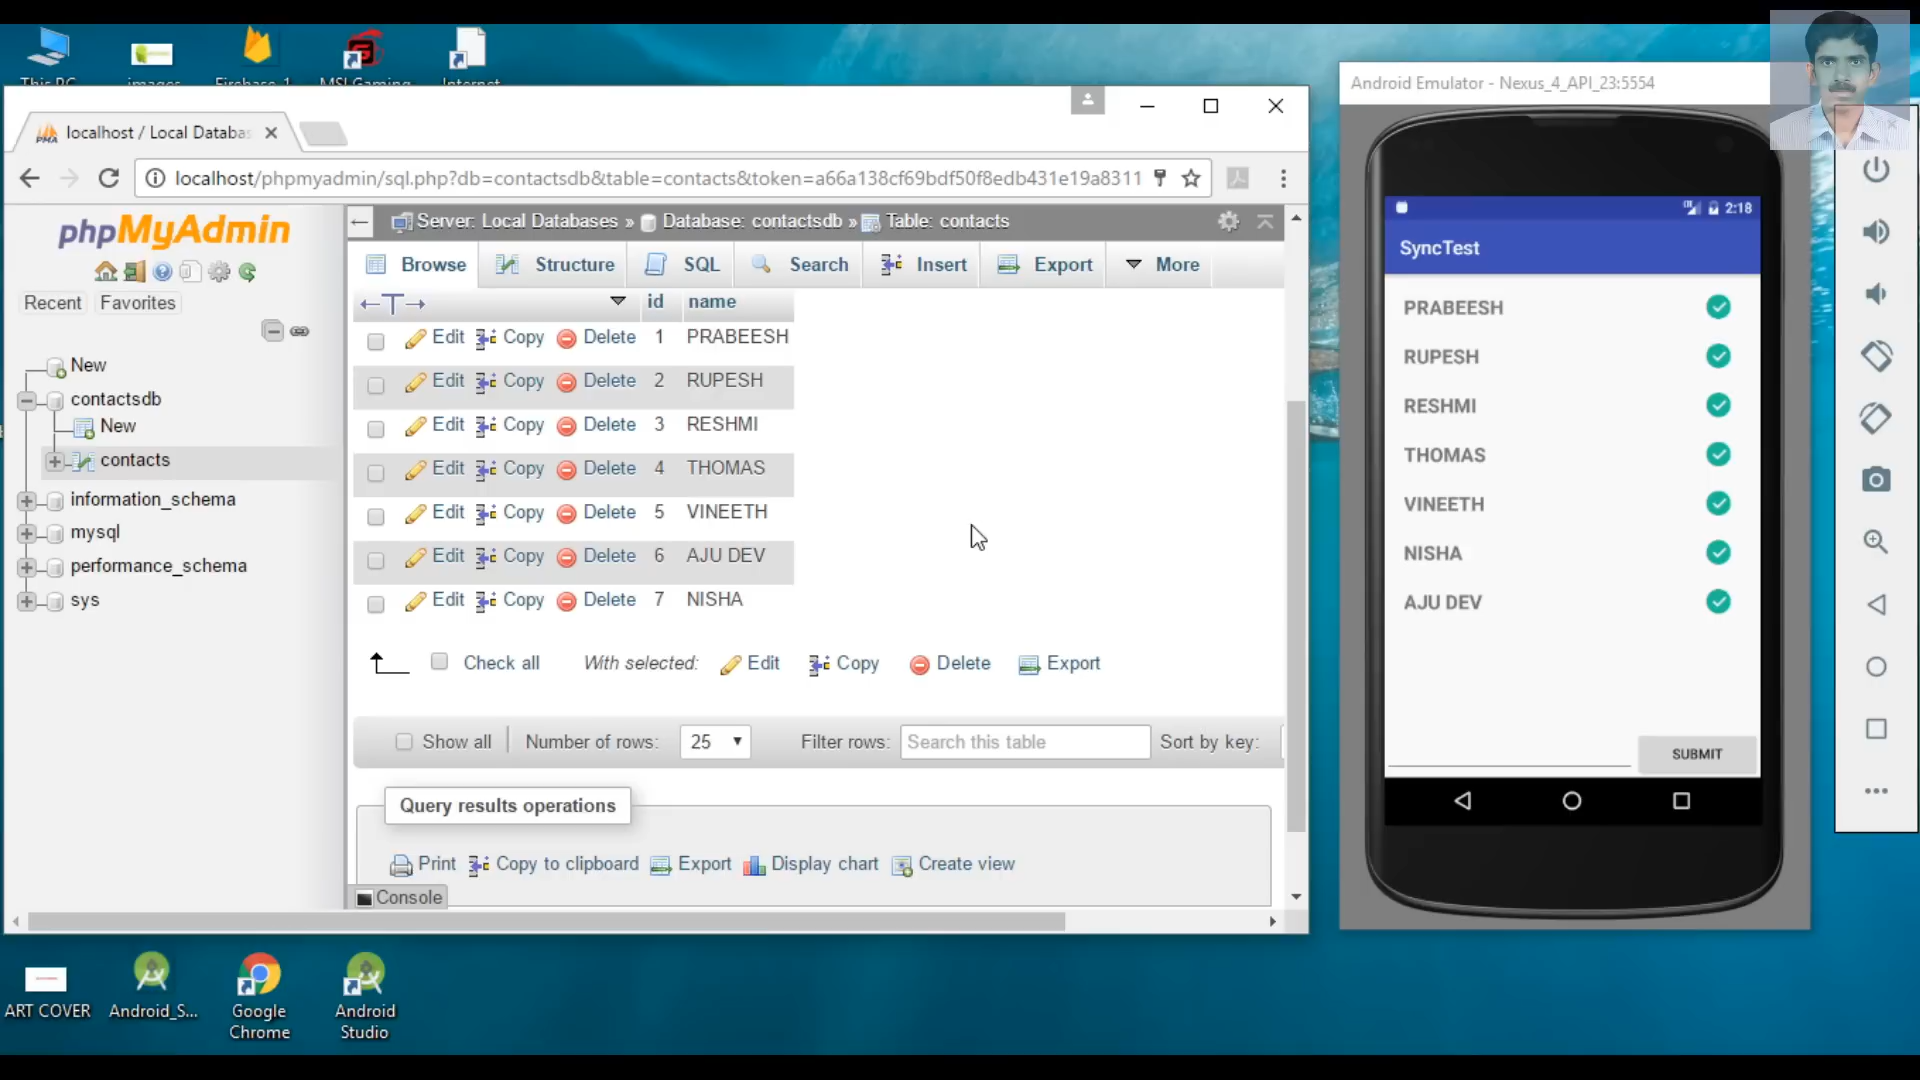 This PC
images
Firebase_1
MSI Gaming
Internet
localhost / Local Databas
localhost/phpmyadmin/sql.php?db=contactsdb&table=contacts&token=a66a138cf69bdf50f8edb431e19a8311
phpMyAdmin
Recent
Favorites
New
contactsdb
New
contacts
information_schema
mysql
performance_schema
sys
Server: Local Databases » Database: contactsdb » Table: contacts
Browse Structure SQL Search Insert Export More
id name
Edit Copy Delete 1 PRABEESH
Edit Copy Delete 2 RUPESH
Edit Copy Delete 3 RESHMI
Edit Copy Delete 4 THOMAS
Edit Copy Delete 5 VINEETH
Edit Copy Delete 6 AJU DEV
Edit Copy Delete 7 NISHA
Check all With selected: Edit Copy Delete Export
Show all Number of rows: 25 Filter rows: Search this table Sort by key:
Query results operations
Print Copy to clipboard Export Display chart Create view
Console
Android Emulator - Nexus_4_API_23:5554
2:18
SyncTest
PRABEESH
RUPESH
RESHMI
THOMAS
VINEETH
NISHA
AJU DEV
SUBMIT
ART COVER
Android_S...
Google
Chrome
Android
Studio